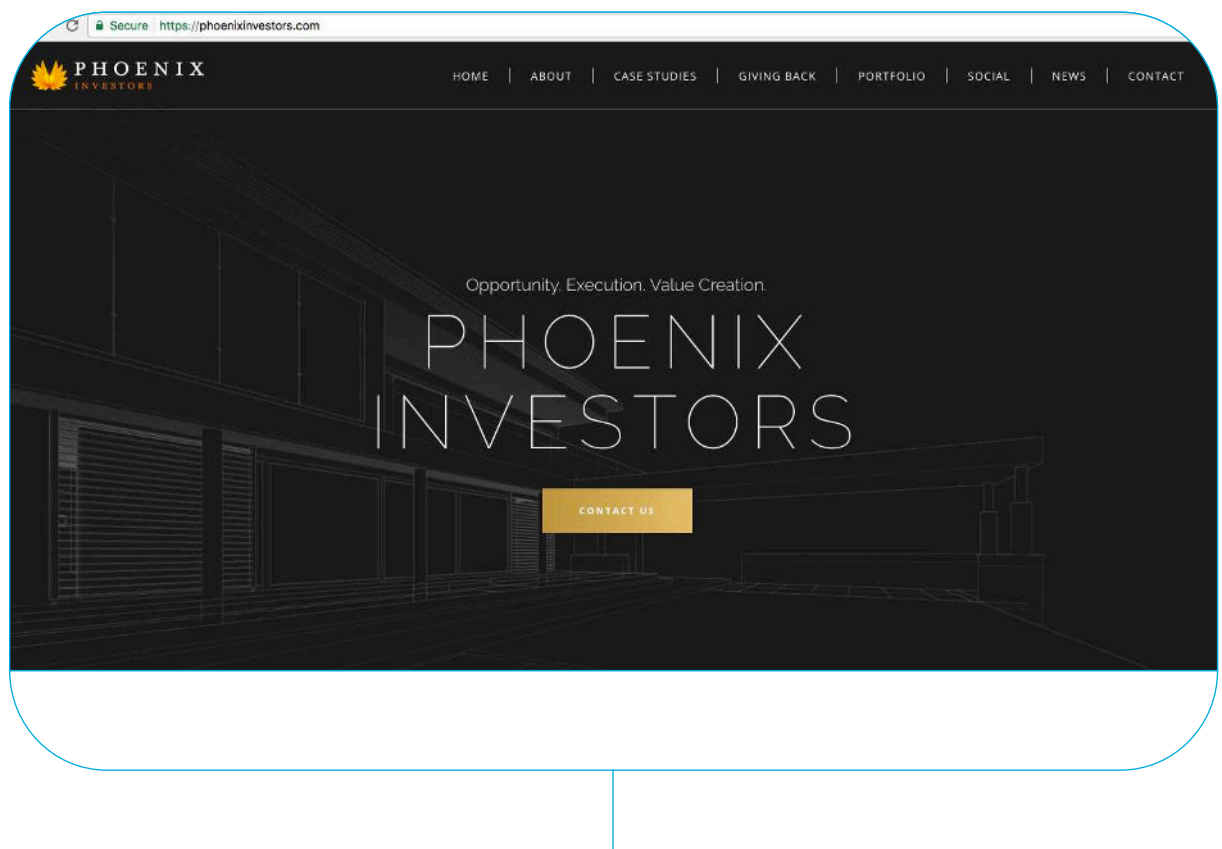 Secure https://phoenixinvestors.com
PHOENIX
INVESTORS
HOME | ABOUT | CASE STUDIES | GIVING BACK | PORTFOLIO | SOCIAL | NEWS | CONTACT
Opportunity. Execution. Value Creation.
PHOENIX
INVESTORS
CONTACT US